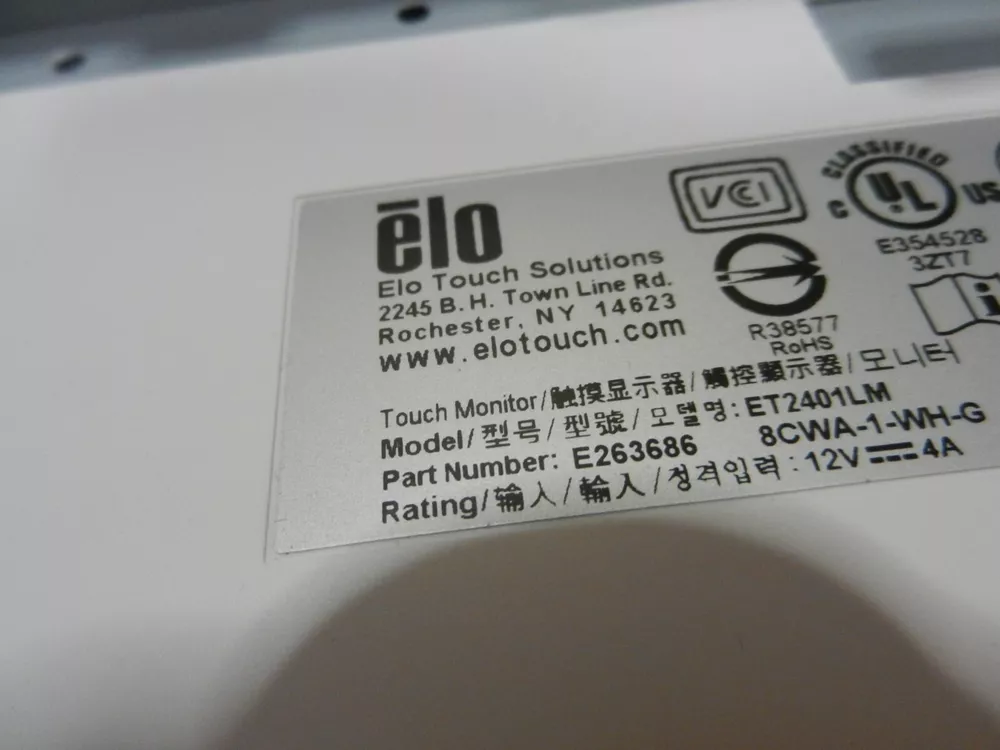 ēlo
Elo Touch Solutions
2245 B. H. Town Line Rd.
Rochester, NY 14623
www.elotouch.com
VCCI
CLASSIFIED
C UL US
E354528
3ZT7
R38577
RoHS
Touch Monitor/触摸显示器/觸控顯示器/모니터
Model/型号/型號/모델명: ET2401LM
8CWA-1-WH-G
Part Number: E263686
Rating/输入/輸入/정격입력: 12V 4A